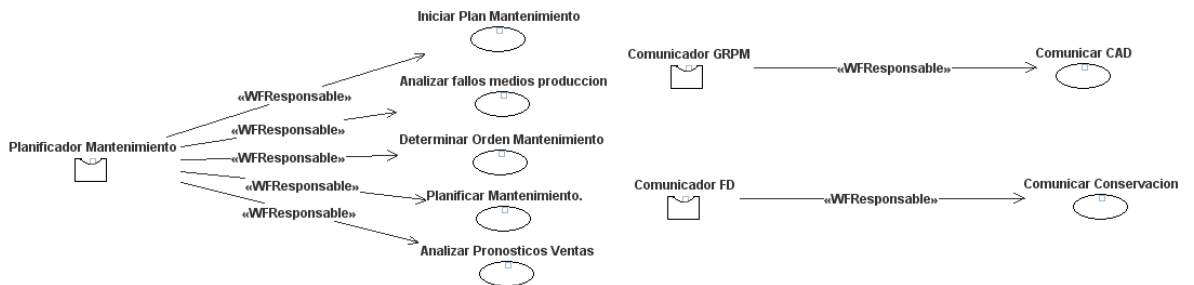 Iniciar Plan Mantenimiento
«WFResponsable»
Analizar fallos medios produccion
«WFResponsable»
Planificador Mantenimiento
Determinar Orden Mantenimiento
«WFResponsable»
Planificar Mantenimiento.
«WFResponsable»
Analizar Pronosticos Ventas
«WFResponsable»
Comunicador GRPM
«WFResponsable»
Comunicar CAD
Comunicador FD
«WFResponsable»
Comunicar Conservacion